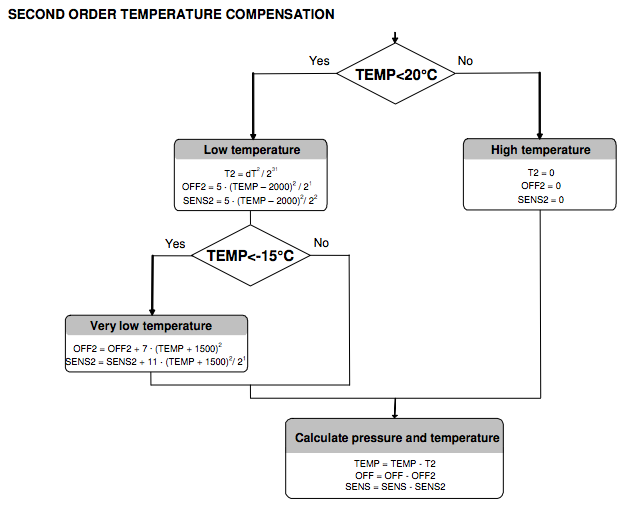 SECOND ORDER TEMPERATURE COMPENSATION
Yes
No
TEMP<20°C
Low temperature
T2 = dT² / 2³¹
OFF2 = 5 · (TEMP – 2000)² / 2¹
SENS2 = 5 · (TEMP – 2000)² / 2²
High temperature
T2 = 0
OFF2 = 0
SENS2 = 0
Yes
No
TEMP<-15°C
Very low temperature
OFF2 = OFF2 + 7 · (TEMP + 1500)²
SENS2 = SENS2 + 11 · (TEMP + 1500)² / 2¹
Calculate pressure and temperature
TEMP = TEMP - T2
OFF = OFF - OFF2
SENS = SENS - SENS2